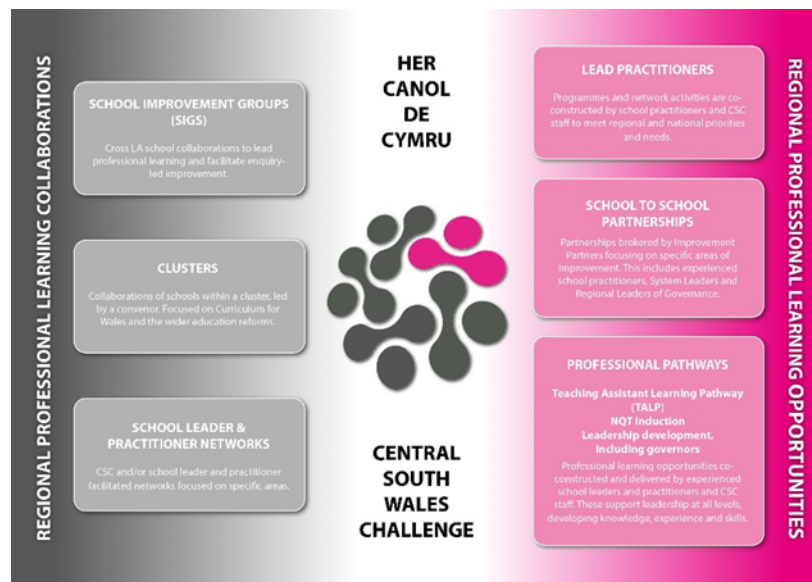 REGIONAL PROFESSIONAL LEARNING COLLABORATIONS
SCHOOL IMPROVEMENT GROUPS
(SIGS)
Cross LA school collaborations to lead
professional learning and facilitate enquiry-
led improvement.
CLUSTERS
Collaborations of schools within a cluster, led
by a convenor. Focused on Curriculum for
Wales and the wider education reforms.
SCHOOL LEADER &
PRACTITIONER NETWORKS
CSC and/or school leader and practitioner
facilitated networks focused on specific areas.
HER
CANOL
DE
CYMRU
CENTRAL
SOUTH
WALES
CHALLENGE
LEAD PRACTITIONERS
Programmes and network activities are co-
constructed by school practitioners and CSC
staff to meet regional and national priorities
and needs.
SCHOOL TO SCHOOL
PARTNERSHIPS
Partnerships brokered by Improvement
Partners focusing on specific areas of
improvement. This includes experienced
school practitioners, System Leaders and
Regional Leaders of Governance.
PROFESSIONAL PATHWAYS
Teaching Assistant Learning Pathway
(TALP)
NQT Induction
Leadership development,
including governors
Professional learning opportunities co-
constructed and delivered by experienced
school leaders and practitioners and CSC
staff. These support leadership at all levels,
developing knowledge, experience and skills.
REGIONAL PROFESSIONAL LEARNING OPPORTUNITIES